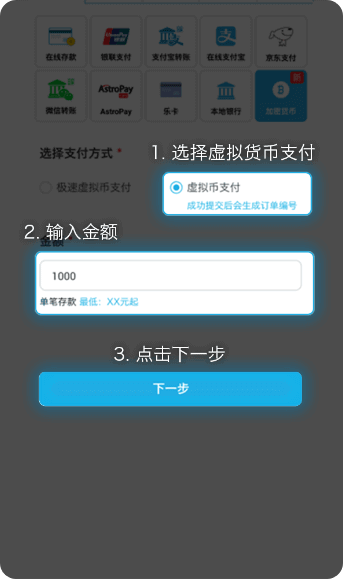 在线存款 银联支付 支付宝转账 在线支付宝 京东支付
新
微信转账 AstroPay 乐卡 本地银行 加密货币
选择支付方式 *
1. 选择虚拟货币支付
极速虚拟币支付
虚拟币支付
成功提交后会生成订单编号
2. 输入金额
1000
单笔存款 最低：XX元起
3. 点击下一步
下一步